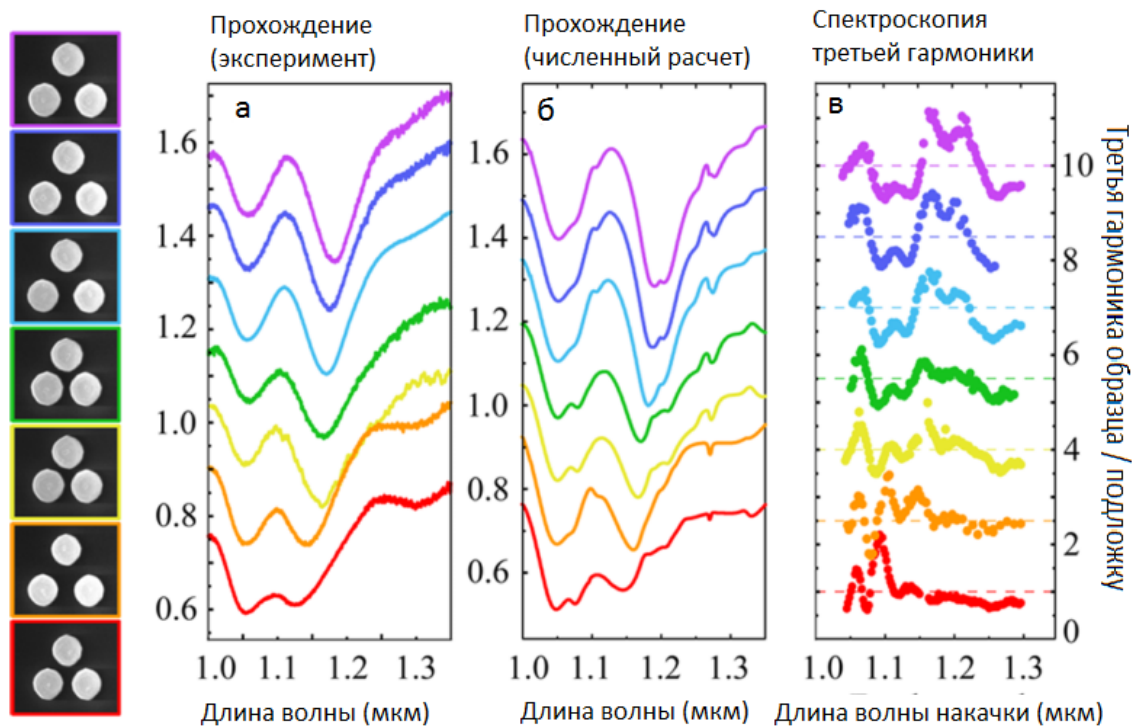 Прохождение
(эксперимент)
Прохождение
(численный расчет)
Спектроскопия
третьей гармоники
а
б
в
1.6
1.4
1.2
1.0
0.8
0.6
1.6
1.4
1.2
1.0
0.8
0.6
10
8
6
4
2
0
Третья гармоника образца / подложку
1.0 1.1 1.2 1.3
1.0 1.1 1.2 1.3
1.0 1.1 1.2 1.3
Длина волны (мкм)
Длина волны (мкм)
Длина волны накачки (мкм)